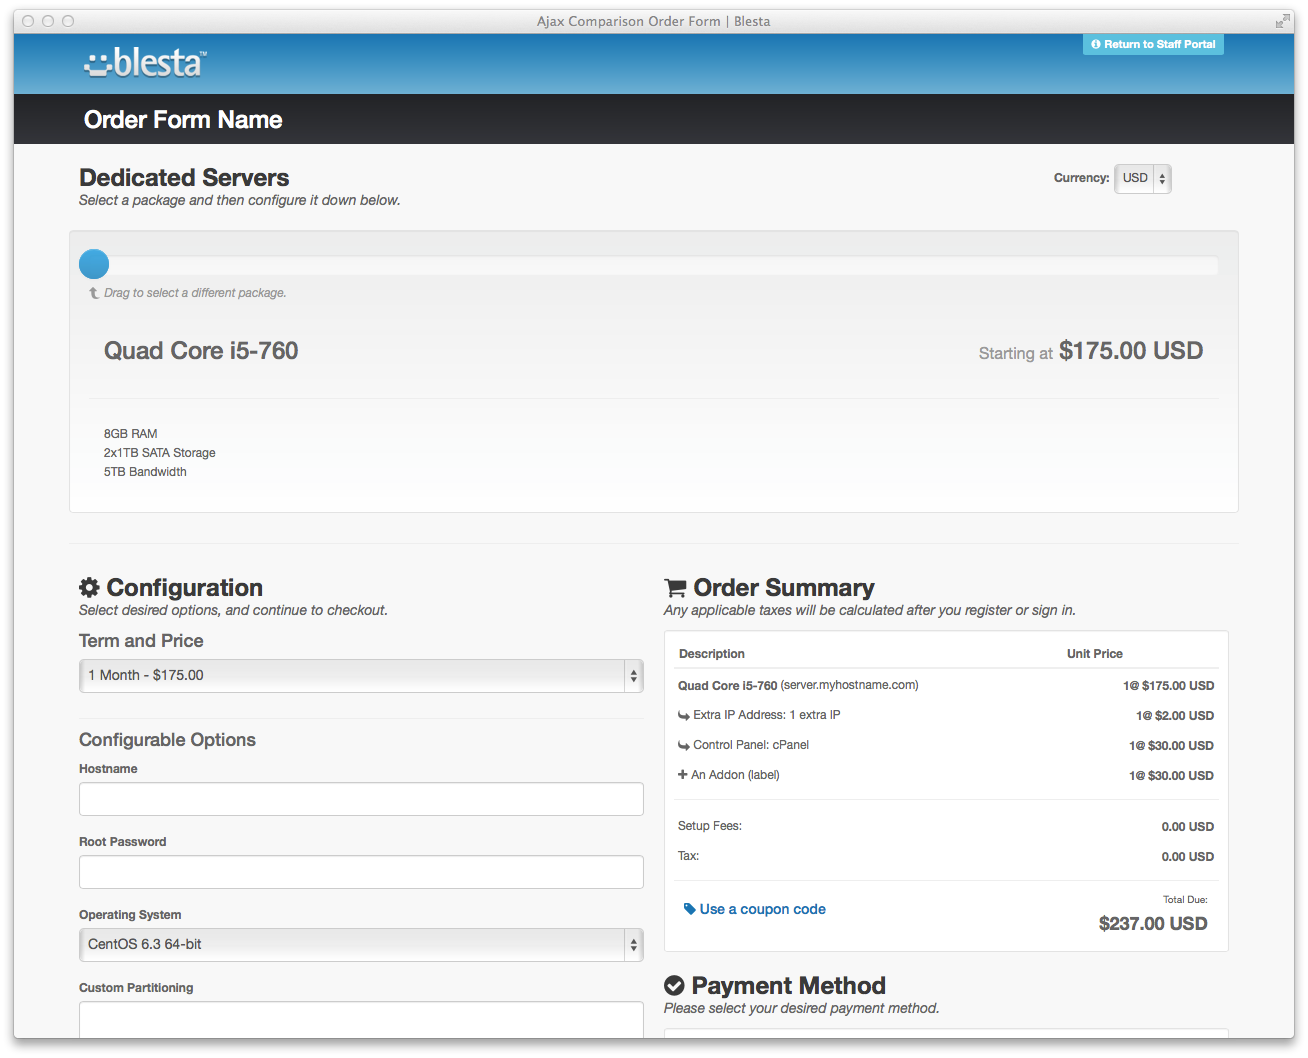 Ajax Comparison Order Form | Blesta
Return to Staff Portal
blesta™
Order Form Name
Dedicated Servers
Select a package and then configure it down below.
Currency: USD
Drag to select a different package.
Quad Core i5-760
Starting at $175.00 USD
8GB RAM
2x1TB SATA Storage
5TB Bandwidth
Configuration
Select desired options, and continue to checkout.
Term and Price
1 Month - $175.00
Configurable Options
Hostname
Root Password
Operating System
CentOS 6.3 64-bit
Custom Partitioning
Order Summary
Any applicable taxes will be calculated after you register or sign in.
Description Unit Price
Quad Core i5-760 (server.myhostname.com) 1@ $175.00 USD
Extra IP Address: 1 extra IP 1@ $2.00 USD
Control Panel: cPanel 1@ $30.00 USD
An Addon (label) 1@ $30.00 USD
Setup Fees: 0.00 USD
Tax: 0.00 USD
Use a coupon code
Total Due:
$237.00 USD
Payment Method
Please select your desired payment method.